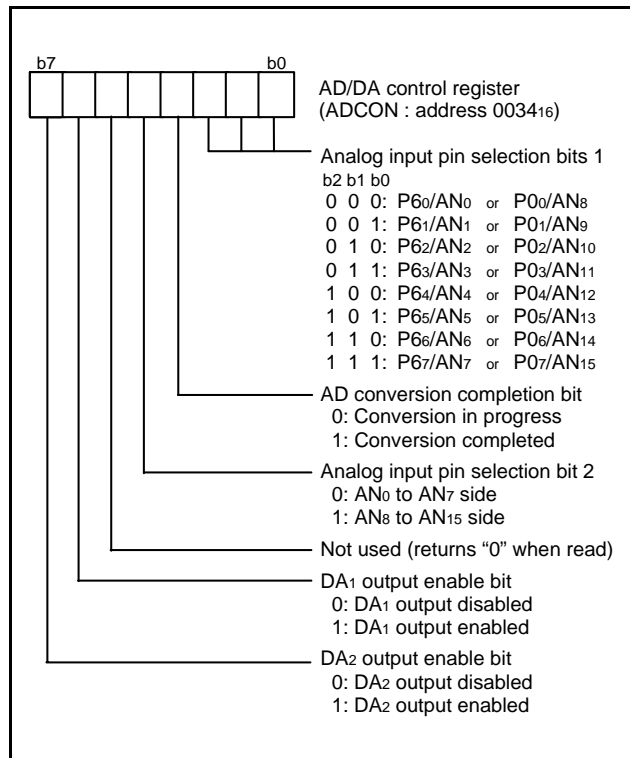 b7 b0
AD/DA control register
(ADCON : address 003416)
Analog input pin selection bits 1
b2 b1 b0
0 0 0: P60/AN0 or P00/AN8
0 0 1: P61/AN1 or P01/AN9
0 1 0: P62/AN2 or P02/AN10
0 1 1: P63/AN3 or P03/AN11
1 0 0: P64/AN4 or P04/AN12
1 0 1: P65/AN5 or P05/AN13
1 1 0: P66/AN6 or P06/AN14
1 1 1: P67/AN7 or P07/AN15
AD conversion completion bit
0: Conversion in progress
1: Conversion completed
Analog input pin selection bit 2
0: AN0 to AN7 side
1: AN8 to AN15 side
Not used (returns “0” when read)
DA1 output enable bit
0: DA1 output disabled
1: DA1 output enabled
DA2 output enable bit
0: DA2 output disabled
1: DA2 output enabled